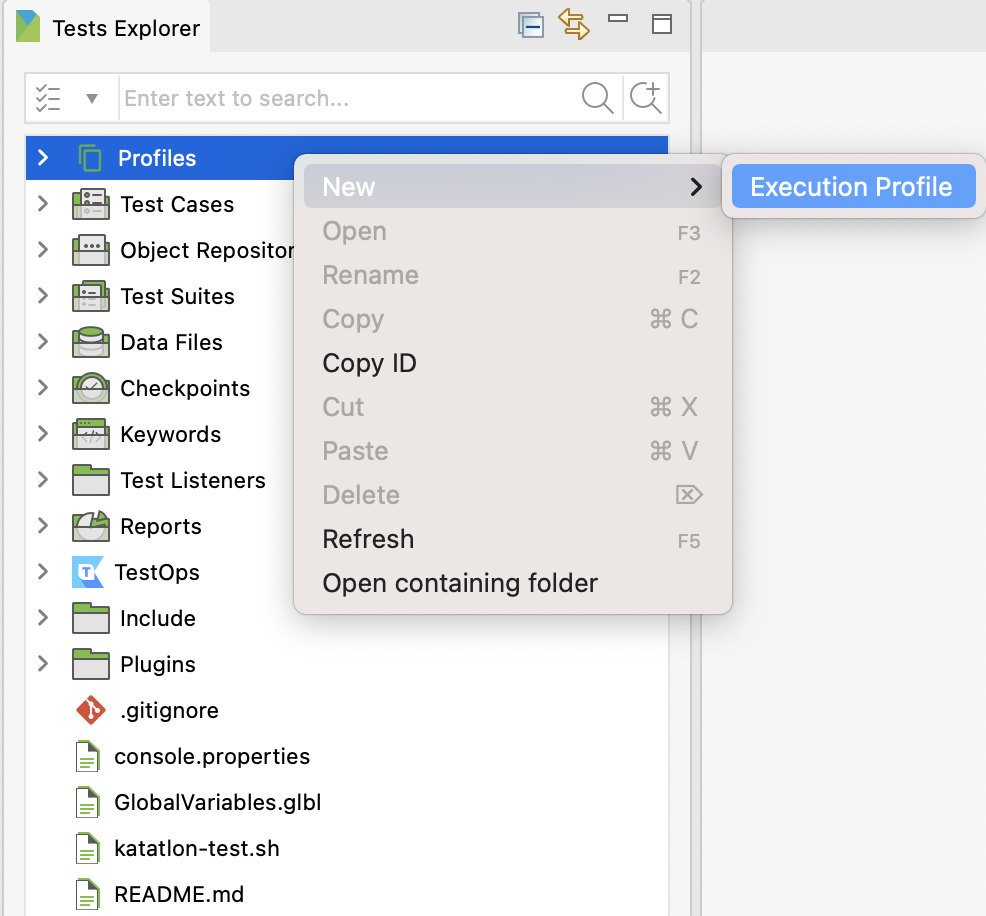 Tests Explorer
Enter text to search...
Profiles
New
Execution Profile
Test Cases
Open F3
Object Repositor
Rename F2
Test Suites
Copy ⌘ C
Data Files
Copy ID
Checkpoints
Cut ⌘ X
Keywords
Paste ⌘ V
Test Listeners
Delete ⌦
Reports
Refresh F5
T TestOps
Open containing folder
Include
Plugins
.gitignore
console.properties
GlobalVariables.glbl
katatlon-test.sh
README.md